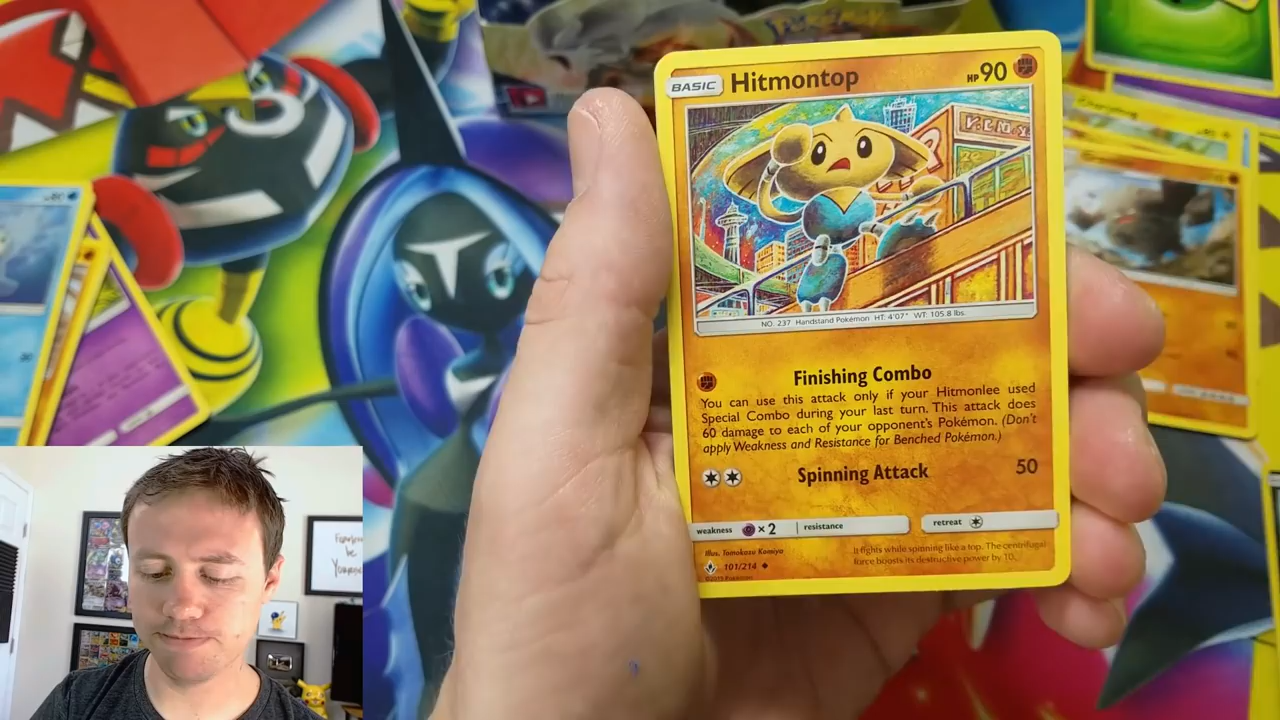 BASIC Hitmontop HP 90
NO. 237 Handstand Pokémon HT: 4'07" WT: 105.8 lbs.
Finishing Combo
You can use this attack only if your Hitmonlee used
Special Combo during your last turn. This attack does
60 damage to each of your opponent's Pokémon. (Don't
apply Weakness and Resistance for Benched Pokémon.)
Spinning Attack 50
weakness ×2 resistance retreat
Illus. Tomokazu Komiya
101/214
It fights while spinning like a top. The centrifugal
force boosts its destructive power by 10.
be